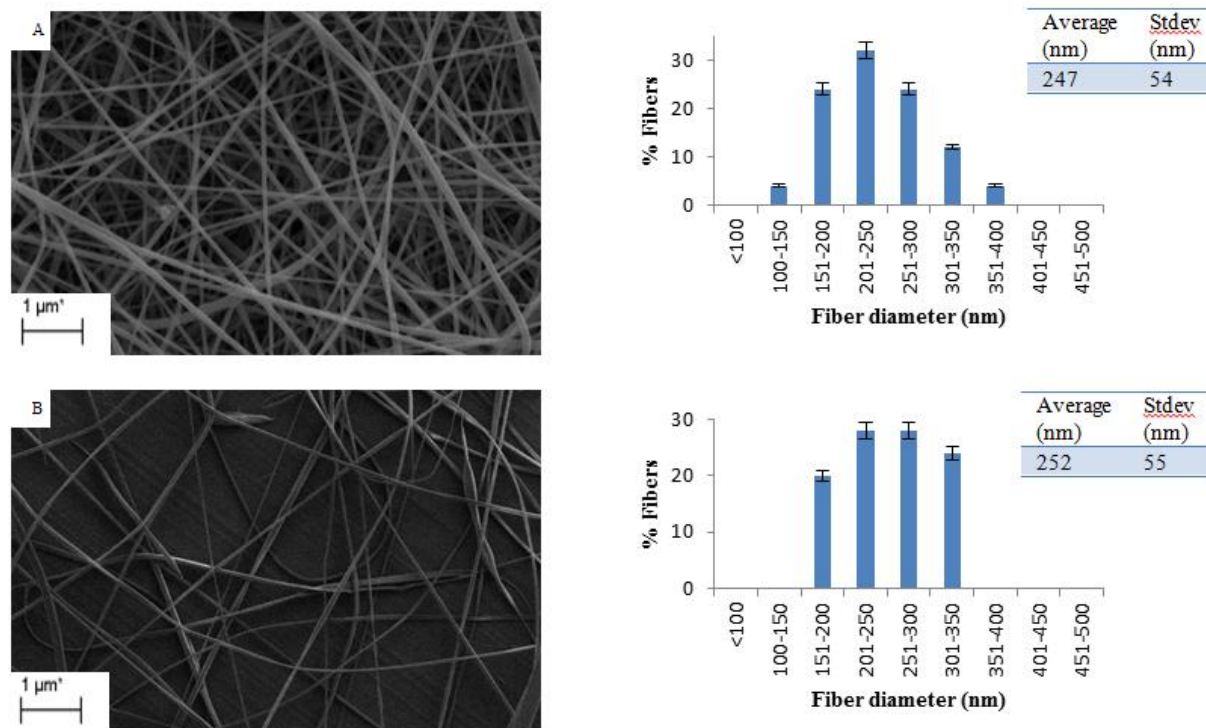 A
1 µm*
% Fibers
30
20
10
0
<100
100-150
151-200
201-250
251-300
301-350
351-400
401-450
451-500
Fiber diameter (nm)
Average (nm)
Stdev (nm)
247
54
B
1 µm*
% Fibers
30
20
10
0
<100
100-150
151-200
201-250
251-300
301-350
351-400
401-450
451-500
Fiber diameter (nm)
Average (nm)
Stdev (nm)
252
55